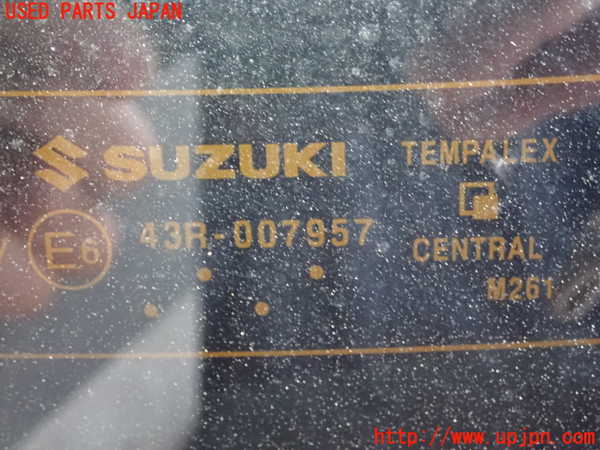 USED PARTS JAPAN
SUZUKI
TEMPALEX
E6
43R-007957
CENTRAL
M261
http://www.upjpn.com/